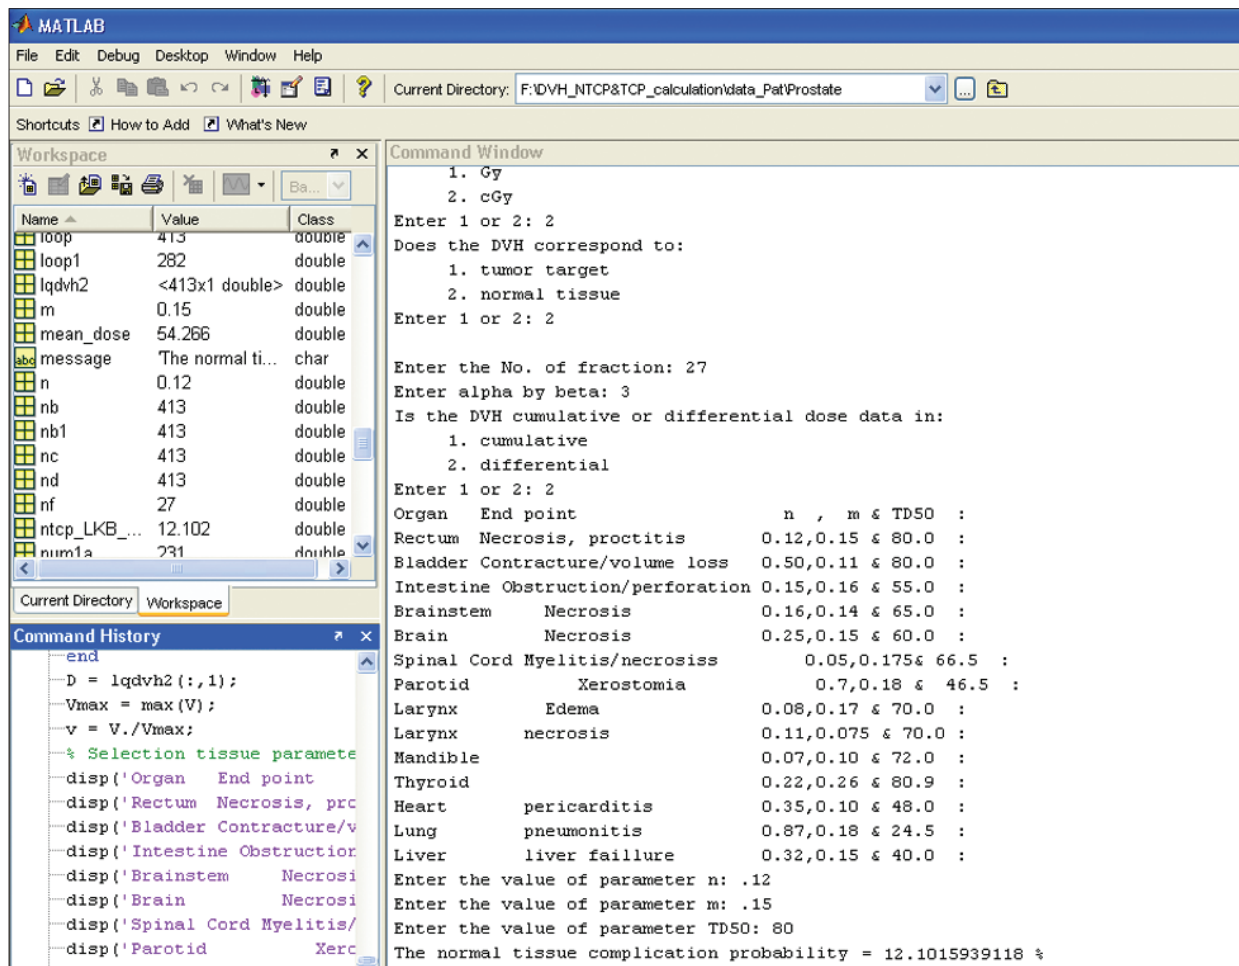 MATLAB
File Edit Debug Desktop Window Help
Current Directory: F:\DVH_NTCP&TCP_calculation\data_Pat\Prostate
Shortcuts How to Add What's New
Workspace
Ba...
Name Value Class
loop 413 double
loop1 282 double
lqdvh2 <413x1 double> double
m 0.15 double
mean_dose 54.266 double
abc message 'The normal ti... char
n 0.12 double
nb 413 double
nb1 413 double
nc 413 double
nd 413 double
nf 27 double
ntcp_LKB_... 12.102 double
num1a 231 double
Current Directory Workspace
Command History
end
D = lqdvh2(:,1);
Vmax = max(V);
v = V./Vmax;
% Selection tissue paramete
disp('Organ End point
disp('Rectum Necrosis, prc
disp('Bladder Contracture/v
disp('Intestine Obstruction
disp('Brainstem Necrosi
disp('Brain Necrosi
disp('Spinal Cord Myelitis/
disp('Parotid Xerc
Command Window
1. Gy
2. cGy
Enter 1 or 2: 2
Does the DVH correspond to:
1. tumor target
2. normal tissue
Enter 1 or 2: 2
Enter the No. of fraction: 27
Enter alpha by beta: 3
Is the DVH cumulative or differential dose data in:
1. cumulative
2. differential
Enter 1 or 2: 2
Organ End point n , m & TD50 :
Rectum Necrosis, proctitis 0.12,0.15 & 80.0 :
Bladder Contracture/volume loss 0.50,0.11 & 80.0 :
Intestine Obstruction/perforation 0.15,0.16 & 55.0 :
Brainstem Necrosis 0.16,0.14 & 65.0 :
Brain Necrosis 0.25,0.15 & 60.0 :
Spinal Cord Myelitis/necrosiss 0.05,0.175& 66.5 :
Parotid Xerostomia 0.7,0.18 & 46.5 :
Larynx Edema 0.08,0.17 & 70.0 :
Larynx necrosis 0.11,0.075 & 70.0 :
Mandible 0.07,0.10 & 72.0 :
Thyroid 0.22,0.26 & 80.9 :
Heart pericarditis 0.35,0.10 & 48.0 :
Lung pneumonitis 0.87,0.18 & 24.5 :
Liver liver faillure 0.32,0.15 & 40.0 :
Enter the value of parameter n: .12
Enter the value of parameter m: .15
Enter the value of parameter TD50: 80
The normal tissue complication probability = 12.1015939118 %